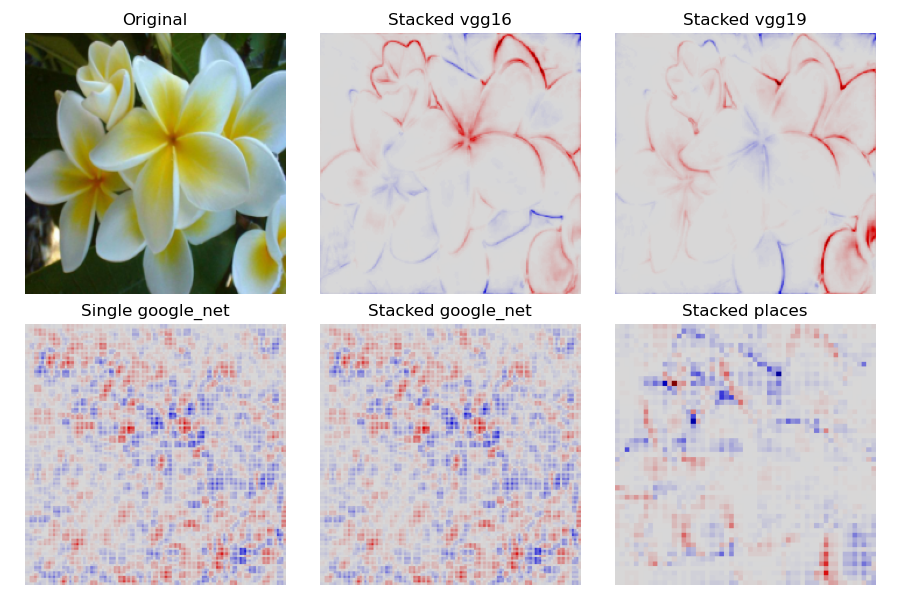 Original
Stacked vgg16
Stacked vgg19
Single google_net
Stacked google_net
Stacked places